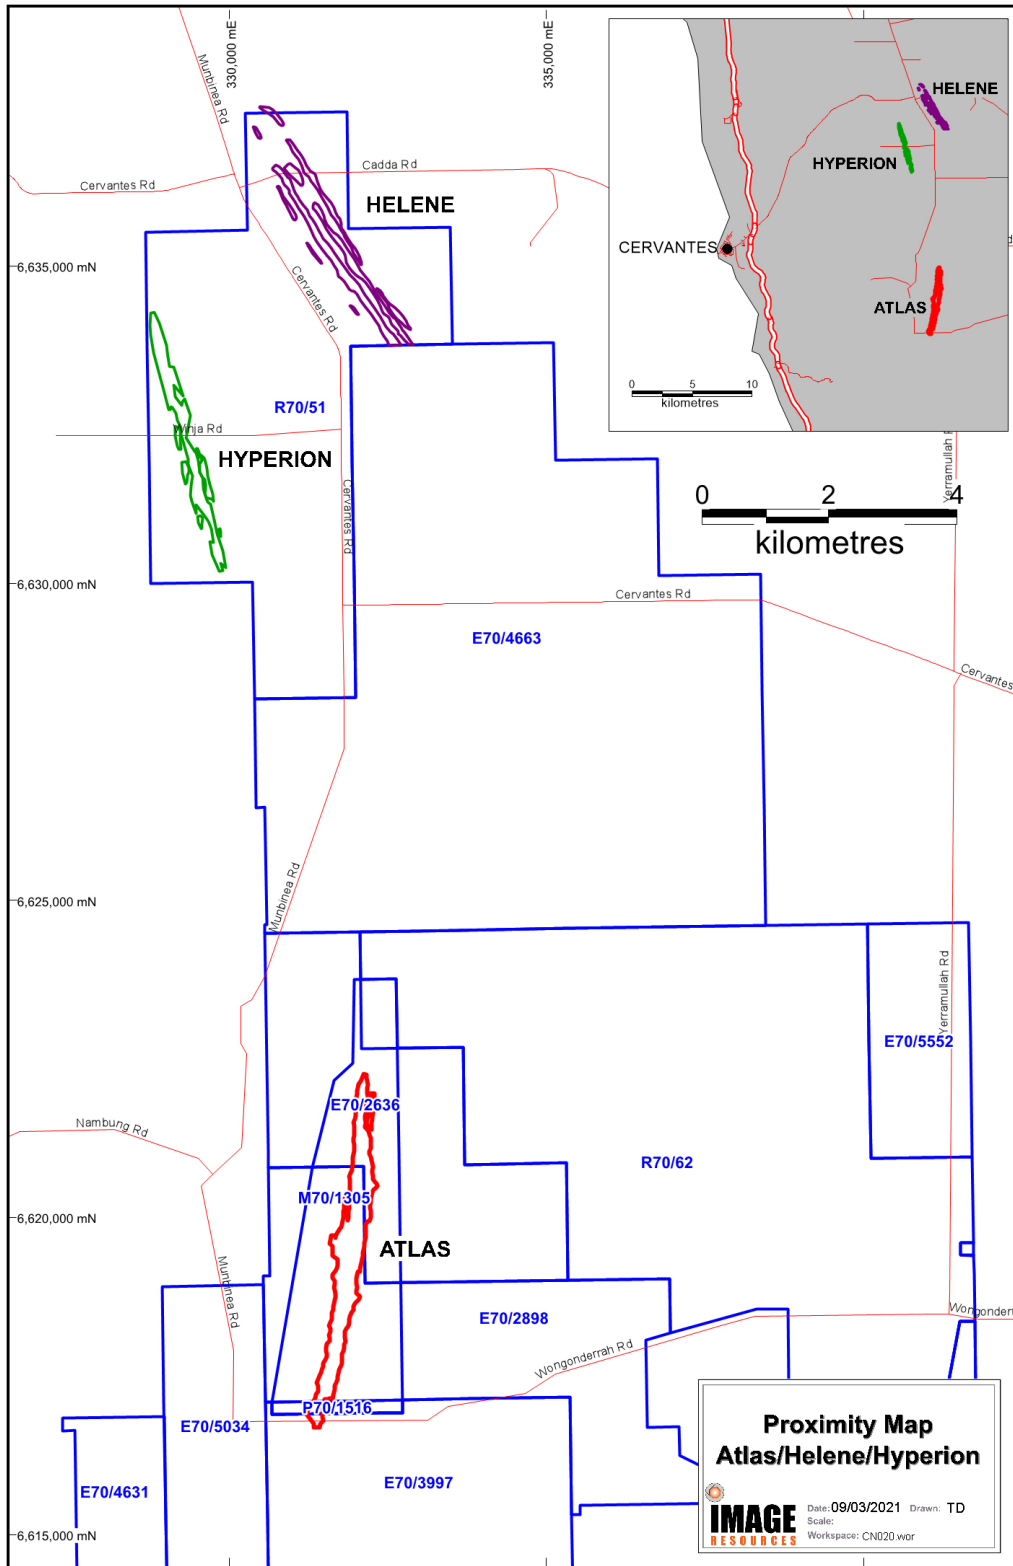 330,000 mE
335,000 mE
Munbinea Rd
Cadda Rd
Cervantes Rd
HELENE
Cervantes Rd
6,635,000 mN
HELENE
HYPERION
CERVANTES
ATLAS
0 5 10
kilometres
R70/51
Winja Rd
HYPERION
Cervantes Rd
Yerramullah R
0 2 4
kilometres
6,630,000 mN
Cervantes Rd
E70/4663
Cervantes
6,625,000 mN
Munbinea Rd
Yerramullah Rd
E70/5552
E70/2636
Nambung Rd
R70/62
M70/1305
6,620,000 mN
ATLAS
Munbinea Rd
E70/2898
Wongonderr
Wongonderrah Rd
P70/1516
E70/5034
E70/3997
E70/4631
6,615,000 mN
Proximity Map
Atlas/Helene/Hyperion
IMAGE
RESOURCES
Date: 09/03/2021 Drawn: TD
Scale:
Workspace: CN020.wor